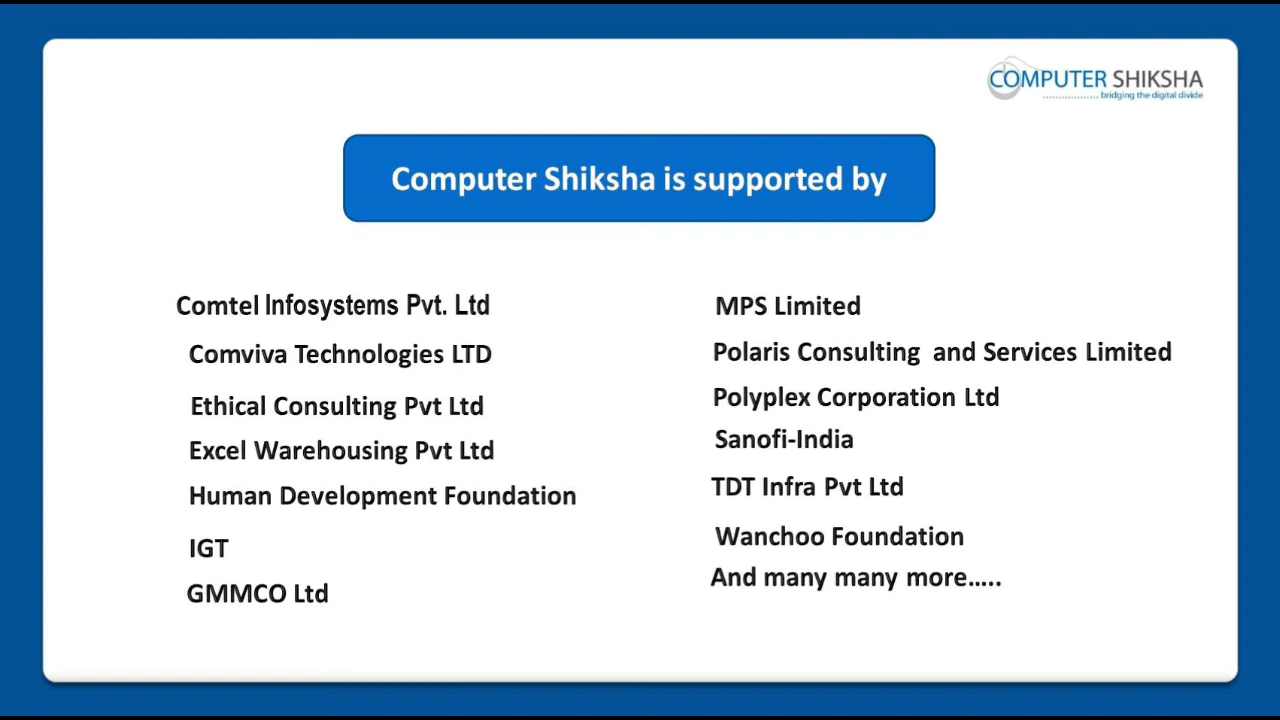 COMPUTER SHIKSHA
bridging the digital divide
Computer Shiksha is supported by
Comtel Infosystems Pvt. Ltd
Comviva Technologies LTD
Ethical Consulting Pvt Ltd
Excel Warehousing Pvt Ltd
Human Development Foundation
IGT
GMMCO Ltd
MPS Limited
Polaris Consulting and Services Limited
Polyplex Corporation Ltd
Sanofi-India
TDT Infra Pvt Ltd
Wanchoo Foundation
And many many more.....